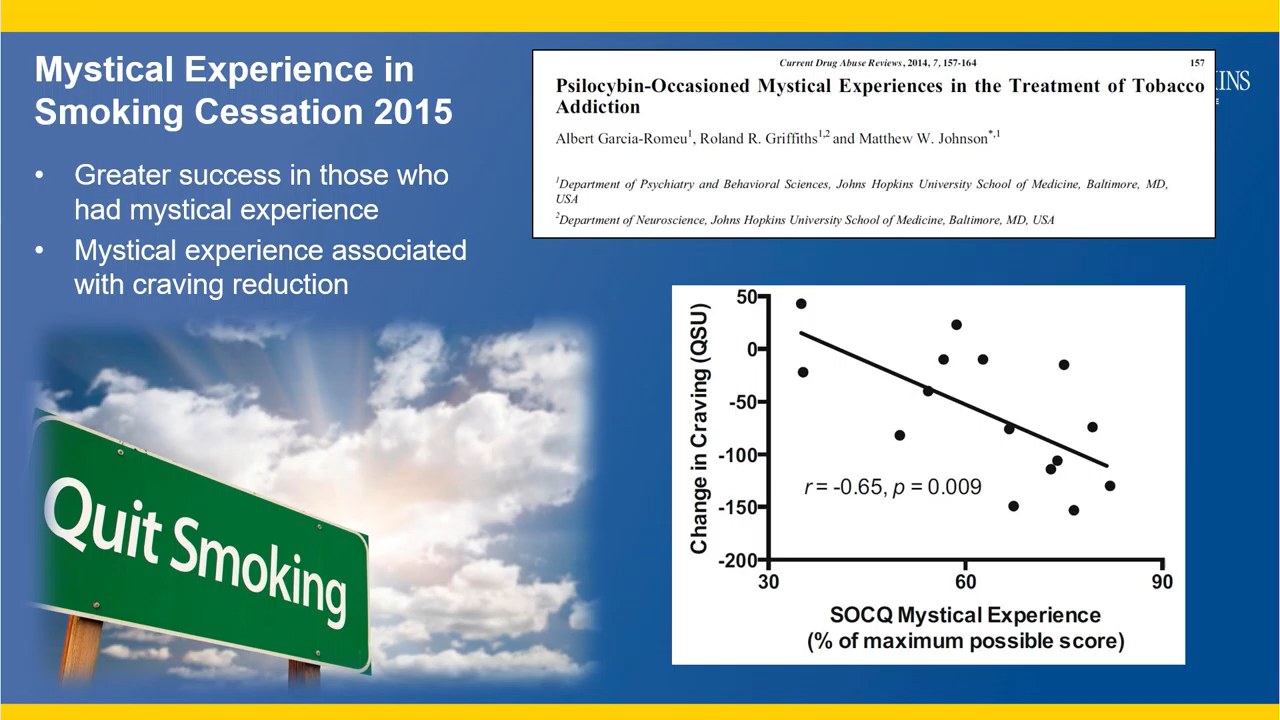 Mystical Experience in
Smoking Cessation 2015
• Greater success in those who
had mystical experience
• Mystical experience associated
with craving reduction
Quit Smoking
Current Drug Abuse Reviews, 2014, 7, 157-164 157
Psilocybin-Occasioned Mystical Experiences in the Treatment of Tobacco
Addiction
Albert Garcia-Romeu1, Roland R. Griffiths1,2 and Matthew W. Johnson*,1
1Department of Psychiatry and Behavioral Sciences, Johns Hopkins University School of Medicine, Baltimore, MD,
USA
2Department of Neuroscience, Johns Hopkins University School of Medicine, Baltimore, MD, USA
Change in Craving (QSU)
50
0
-50
-100
-150
-200
r = -0.65, p = 0.009
30 60 90
SOCQ Mystical Experience
(% of maximum possible score)